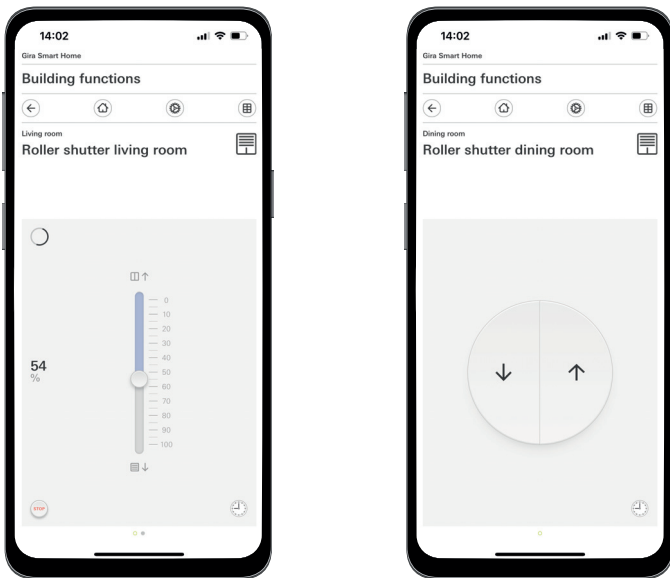 14:02
Gira Smart Home
Building functions
Living room
Roller shutter living room
0
10
20
30
40
54
%
50
60
70
80
90
100
STOP
14:02
Gira Smart Home
Building functions
Dining room
Roller shutter dining room